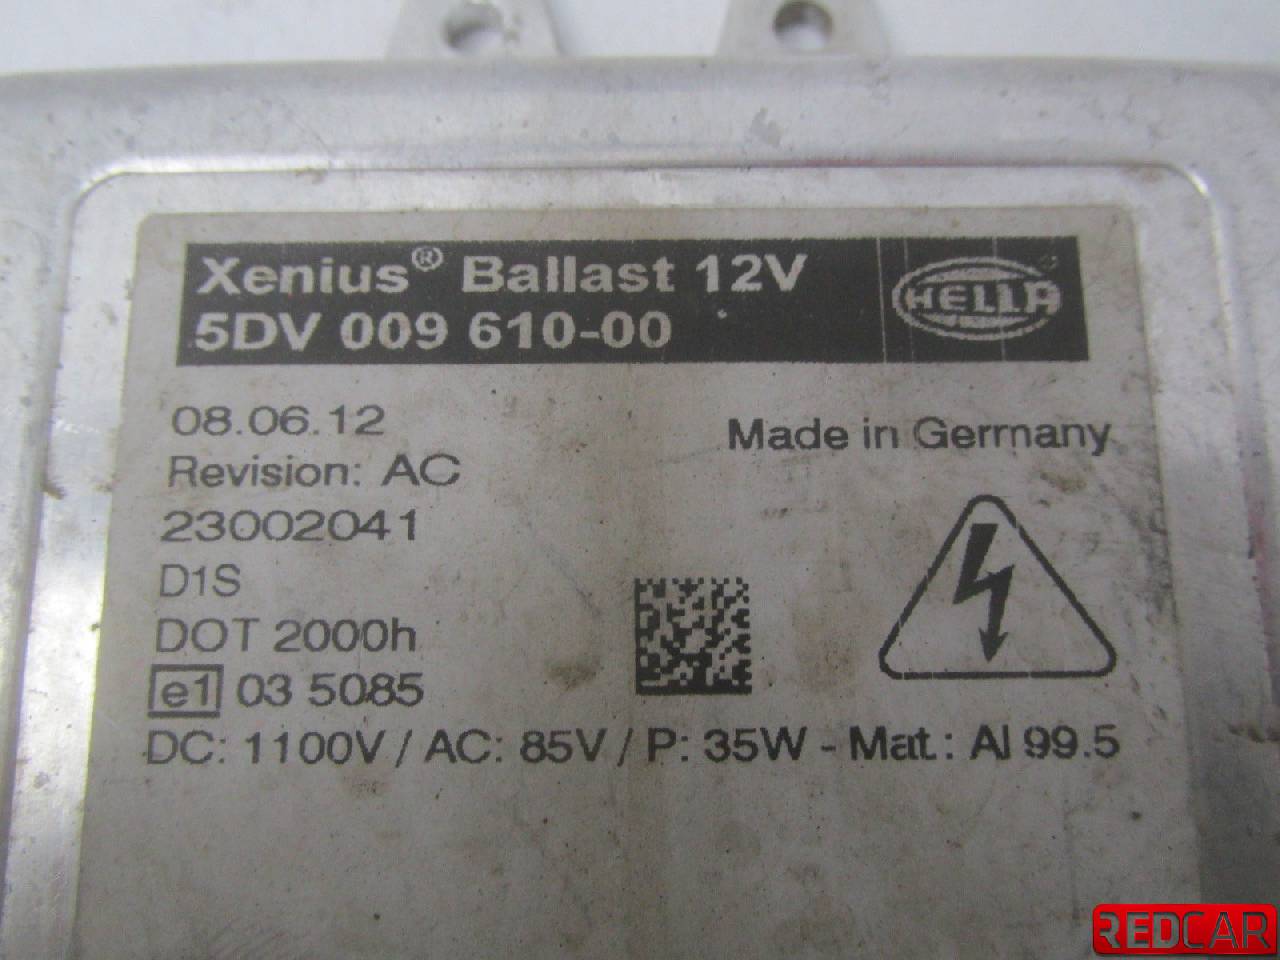 Xenius® Ballast 12V
HELLA
5DV 009 610-00
08.06.12
Made in Germany
Revision: AC
23002041
D1S
DOT 2000h
e1 03 5085
DC: 1100V / AC: 85V / P: 35W - Mat.: Al 99.5
REDCAR